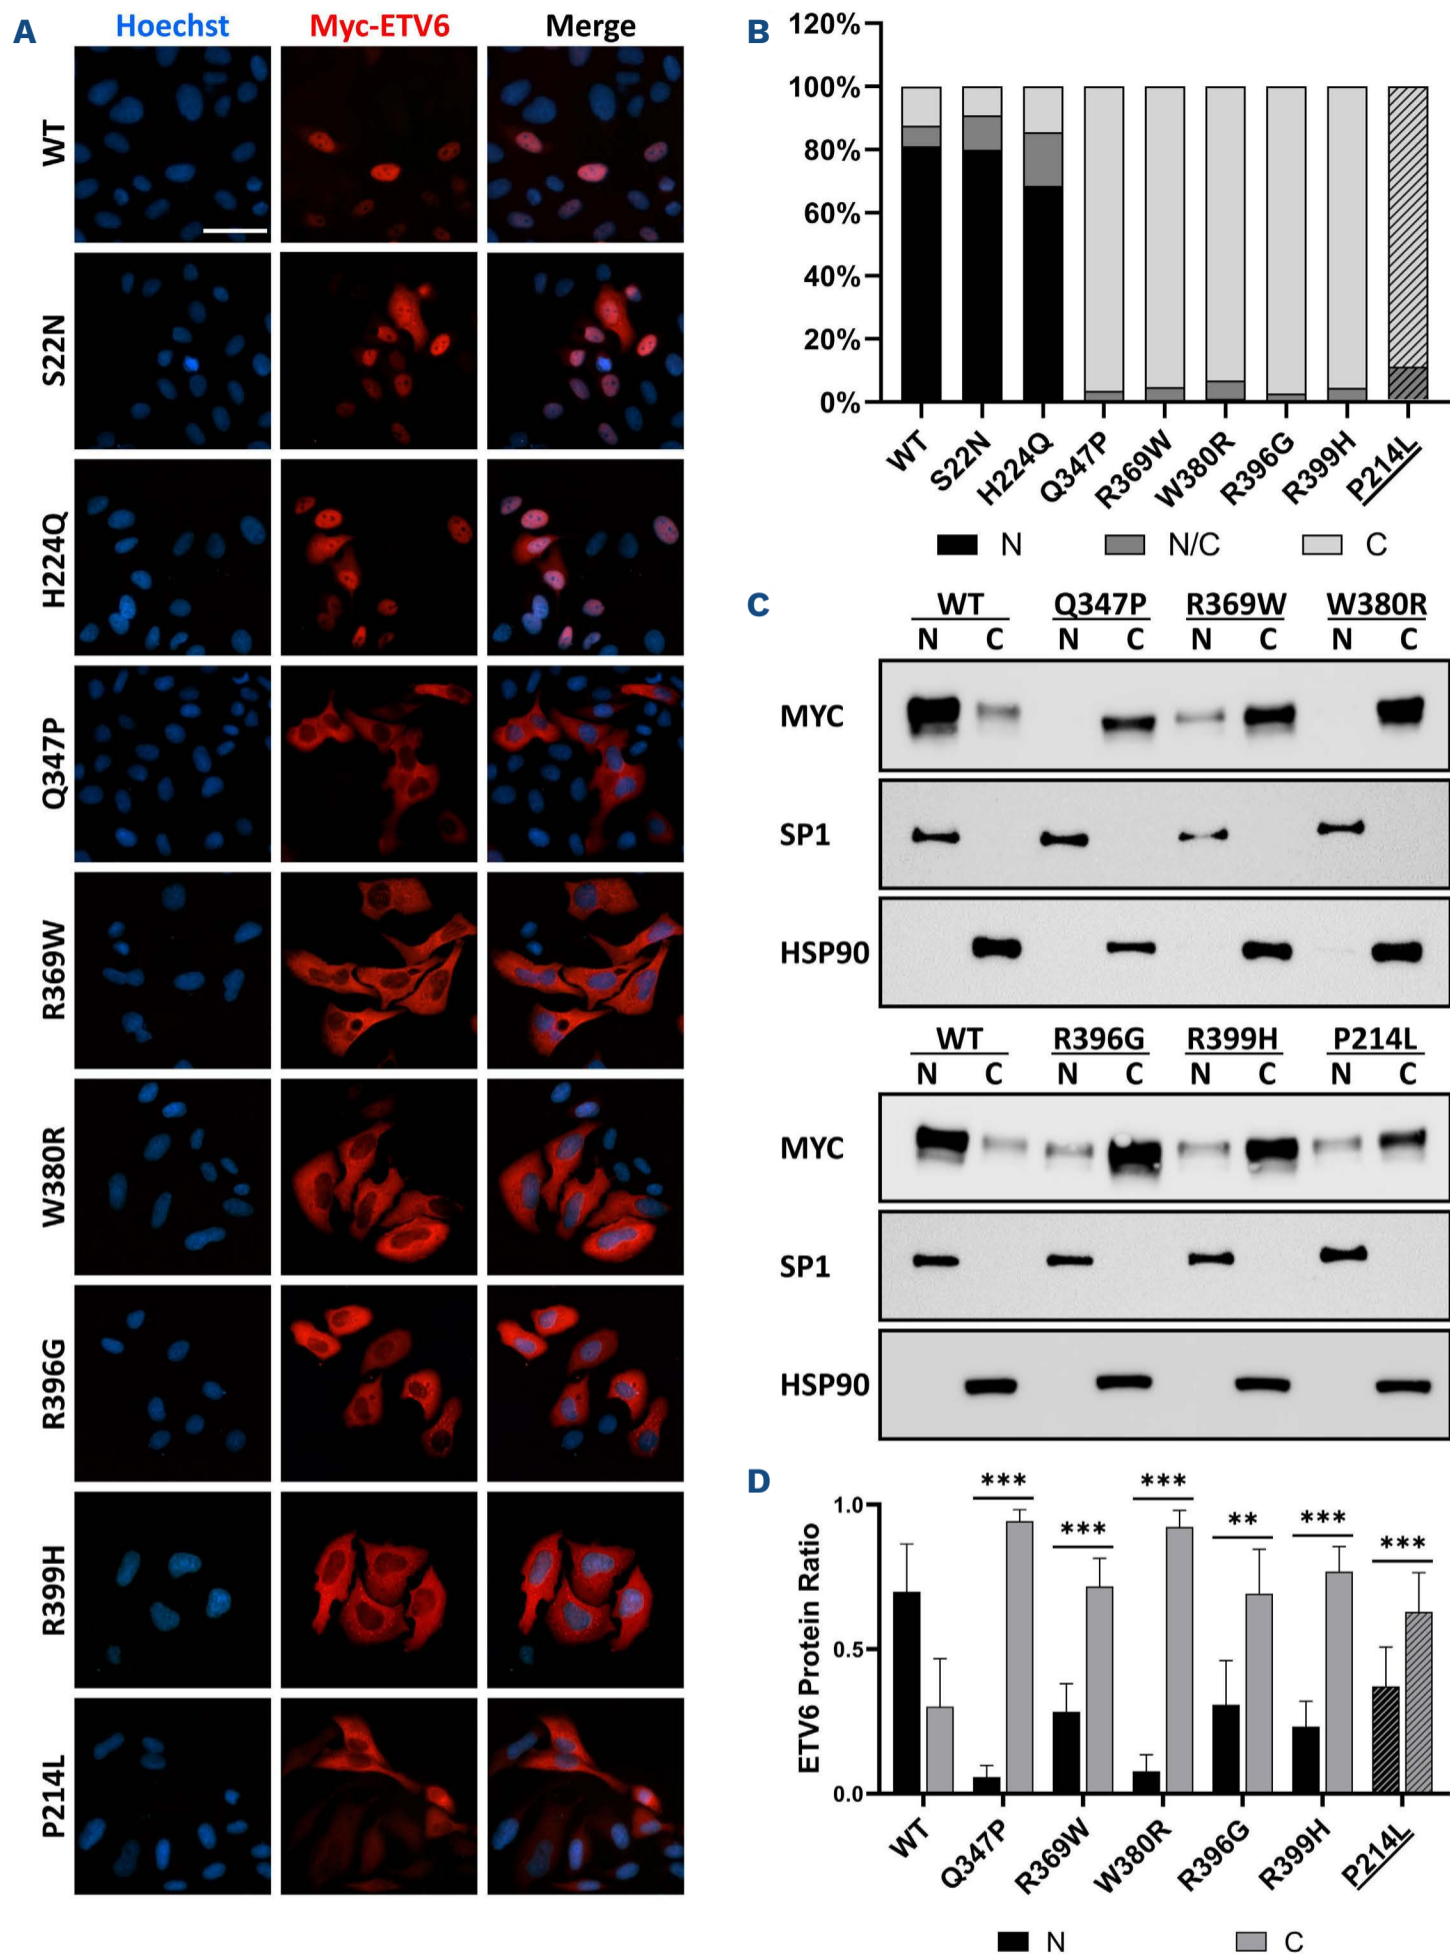 A
Hoechst Myc-ETV6 Merge
WT
S22N
H224Q
Q347P
R369W
W380R
R396G
R399H
P214L
B
120%
100%
80%
60%
40%
20%
0%
WT S22N H224Q Q347P R369W W380R R396G R399H P214L
N N/C C
C
WT Q347P R369W W380R
N C N C N C N C
MYC
SP1
HSP90
WT R396G R399H P214L
N C N C N C N C
MYC
SP1
HSP90
D
ETV6 Protein Ratio
1.0
0.5
0.0
*** *** *** ** *** ***
WT Q347P R369W W380R R396G R399H P214L
N C